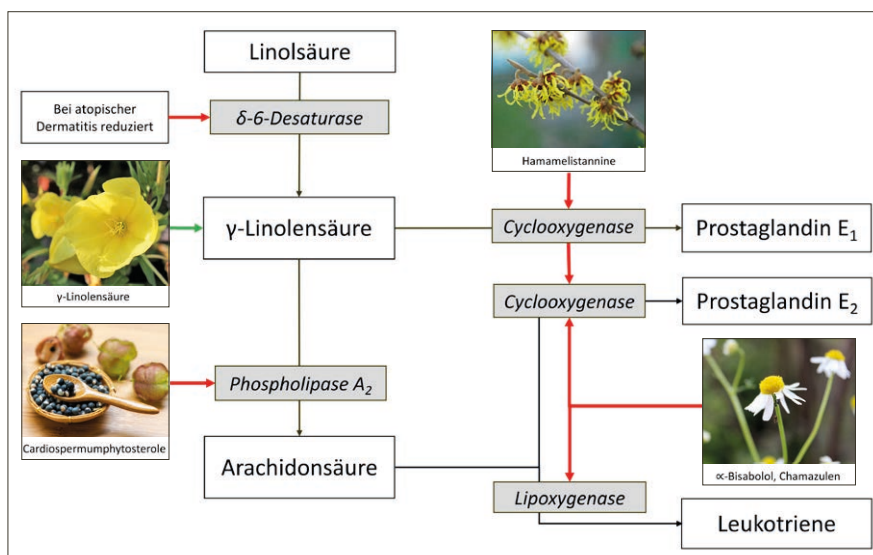 Linolsäure
Bei atopischer
Dermatitis reduziert
δ-6-Desaturase
Hamamelistannine
γ-Linolensäure
Cyclooxygenase
Prostaglandin E₁
γ-Linolensäure
Cyclooxygenase
Prostaglandin E₂
Phospholipase A₂
Cardiospermumphytosterole
Arachidonsäure
∝-Bisabolol, Chamazulen
Lipoxygenase
Leukotriene